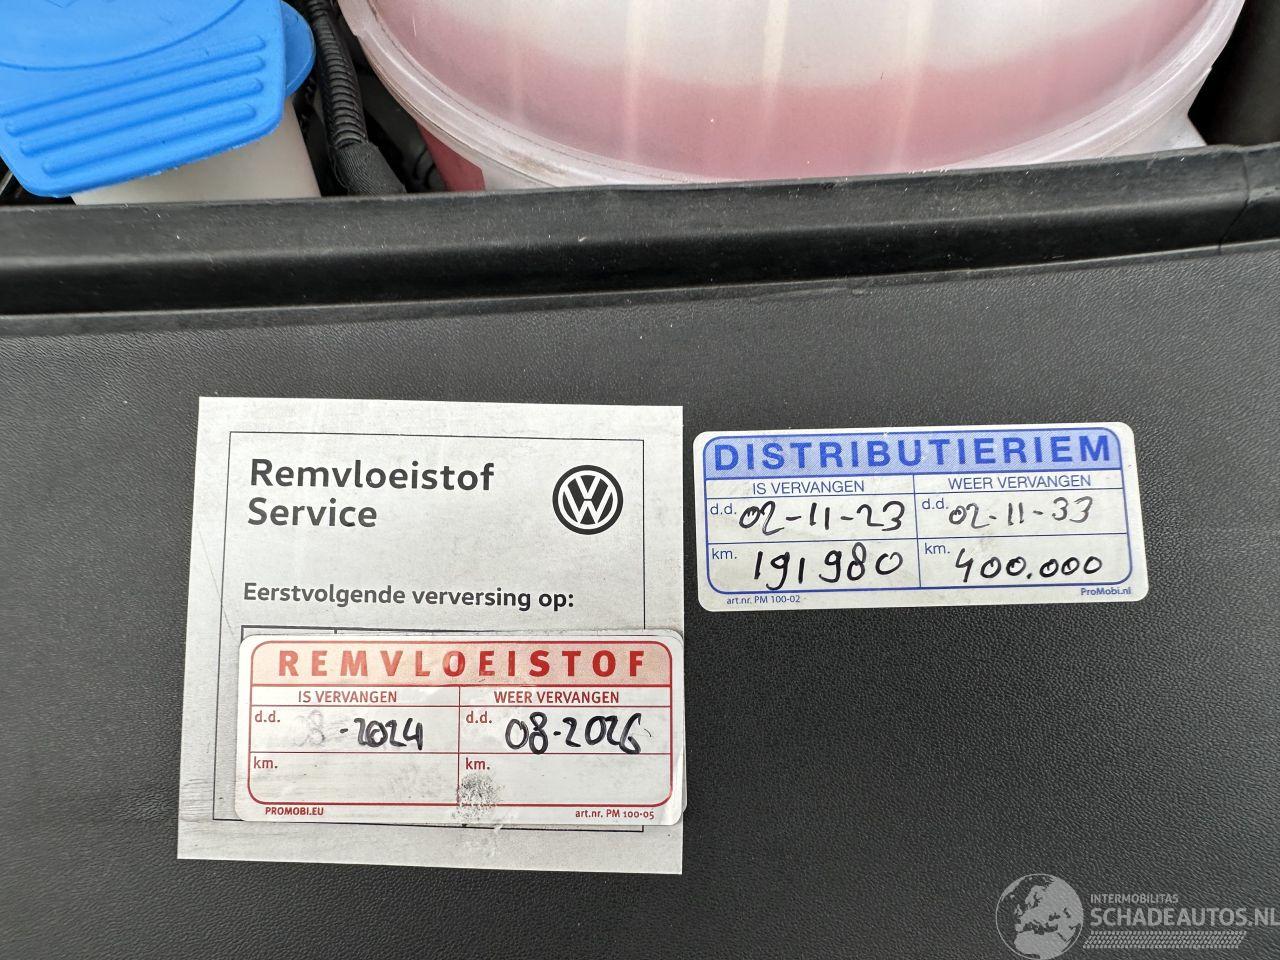 Remvloeistof
Service
Eerstvolgende verversing op:
REMVLOEISTOF
IS VERVANGEN WEER VERVANGEN
d.d. 08-2024 d.d. 08-2026
km. km.
PROMOBI.EU art.nr. PM 100-05
DISTRIBUTIERIEM
IS VERVANGEN WEER VERVANGEN
d.d. 02-11-23 d.d. 02-11-33
km. 191980 km. 400.000
art.nr. PM 100-02 ProMobi.nl
INTERMOBILITAS
SCHADEAUTOS.NL